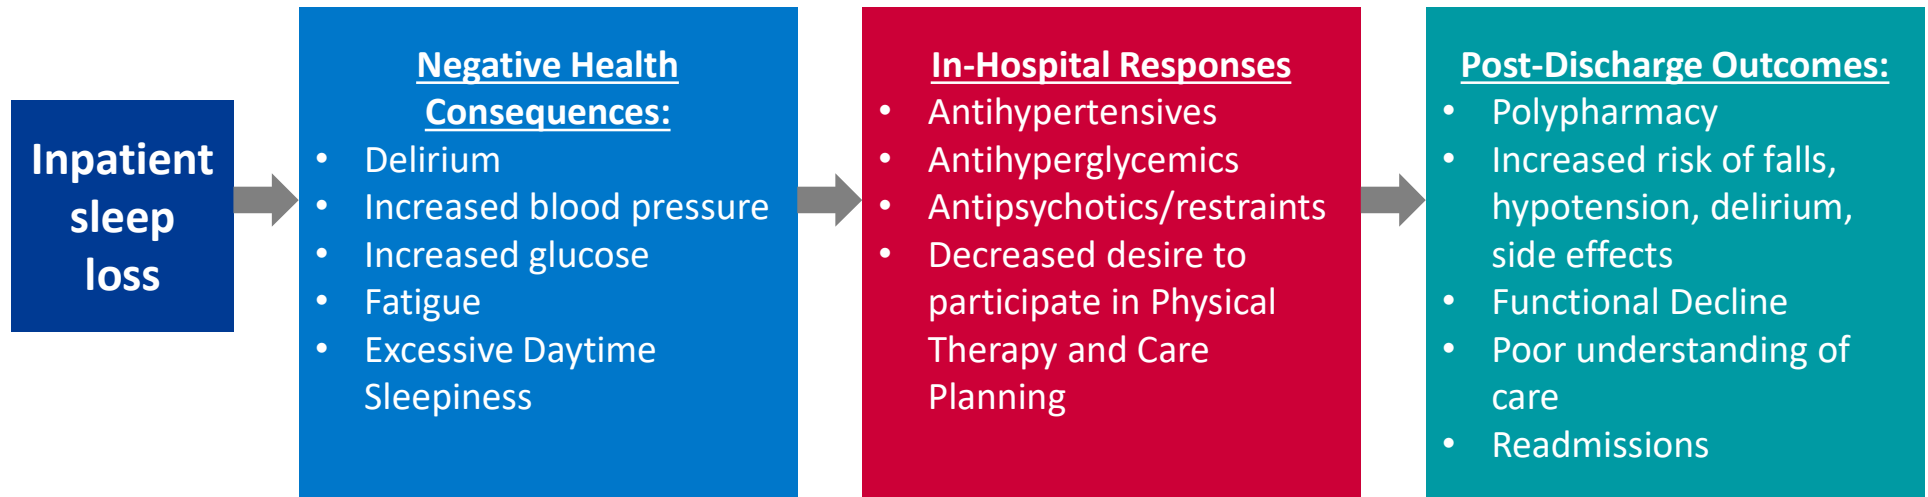 Inpatient
sleep
loss
Negative Health
Consequences:
• Delirium
• Increased blood pressure
• Increased glucose
• Fatigue
• Excessive Daytime
Sleepiness
In-Hospital Responses
• Antihypertensives
• Antihyperglycemics
• Antipsychotics/restraints
• Decreased desire to
participate in Physical
Therapy and Care
Planning
Post-Discharge Outcomes:
• Polypharmacy
• Increased risk of falls,
hypotension, delirium,
side effects
• Functional Decline
• Poor understanding of
care
• Readmissions